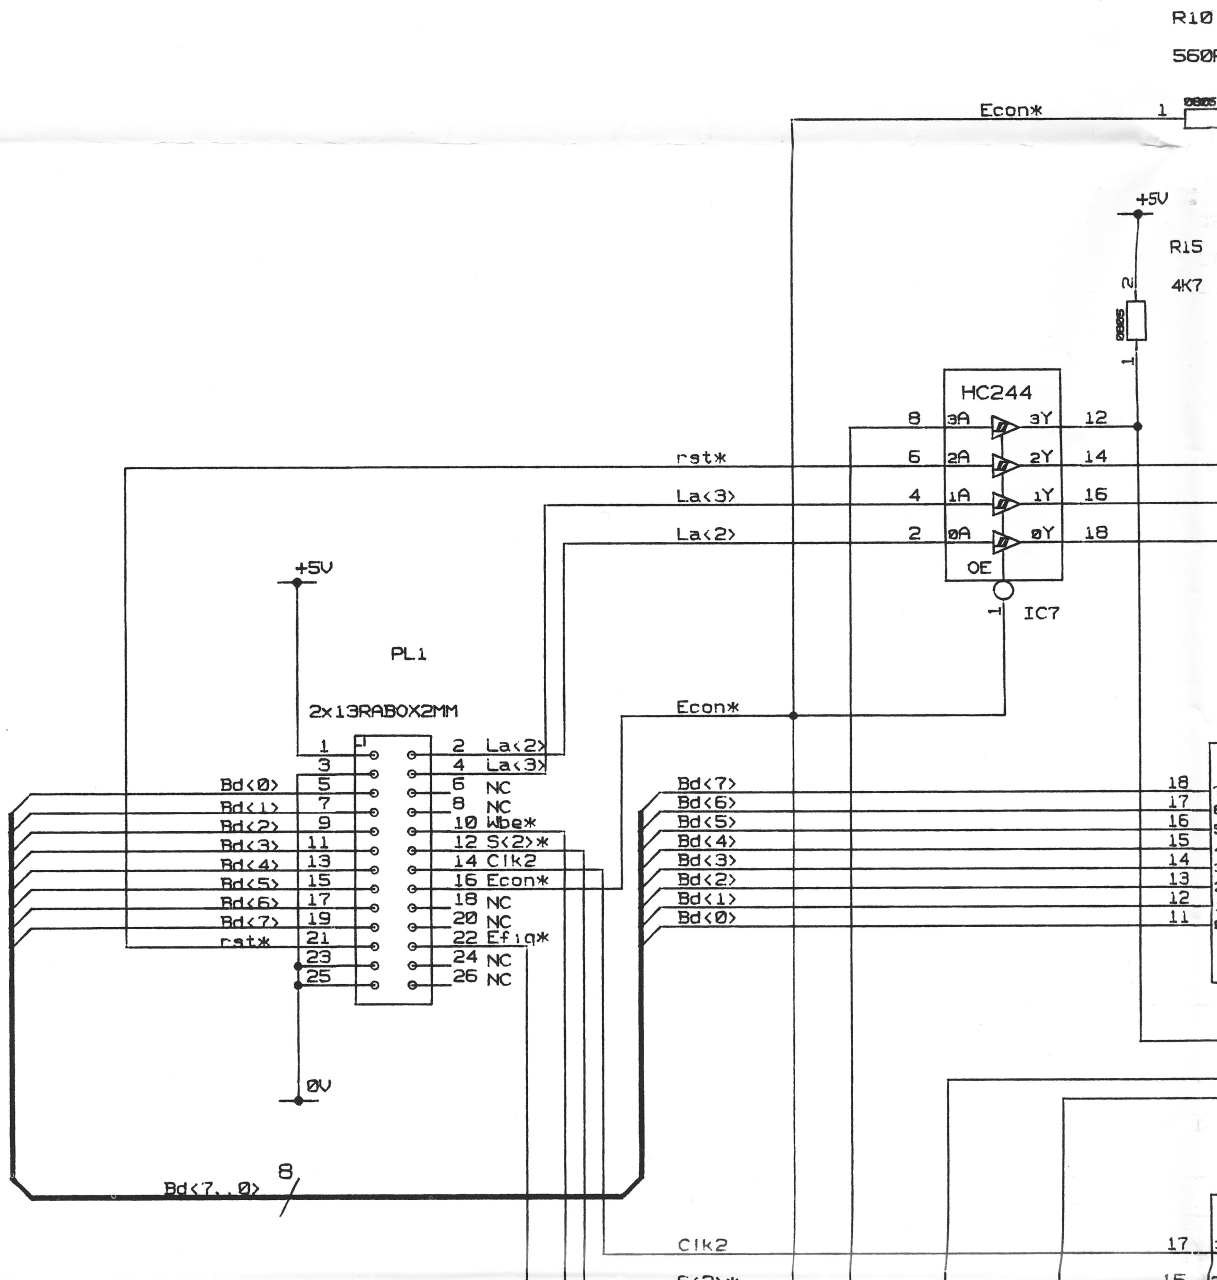 R10
560R
Econ* 1 0805
+5V
R15
2
4K7
0805
1
HC244
8 3A 3Y 12
rst* 6 2A 2Y 14
La<3> 4 1A 1Y 16
La<2> 2 0A 0Y 18
OE
+5V
1 IC7
PL1
Econ*
2x13RABOX2MM
1 2 La<2>
3 4 La<3>
Bd<0> 5 6 NC
Bd<1> 7 8 NC
Bd<2> 9 10 Wbe*
Bd<3> 11 12 S<2>*
Bd<4> 13 14 Clk2
Bd<5> 15 16 Econ*
Bd<6> 17 18 NC
Bd<7> 19 20 NC
rst* 21 22 Efiq*
23 24 NC
25 26 NC
Bd<7> 18
Bd<6> 17
Bd<5> 16
Bd<4> 15
Bd<3> 14
Bd<2> 13
Bd<1> 12
Bd<0> 11
0V
8
Bd<7..0>
Clk2 17
S<2>* 15